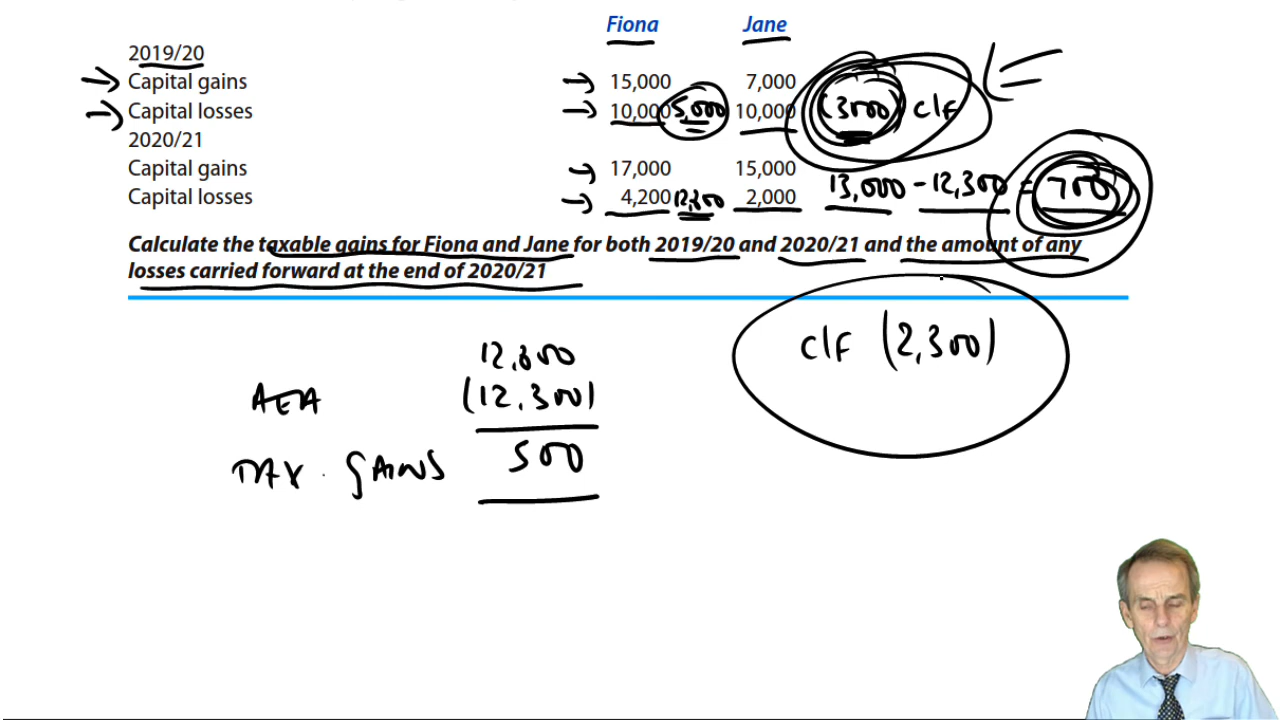 Fiona Jane
2019/20
Capital gains 15,000 7,000
Capital losses 10,000 5,000 10,000 (3000) c/f
2020/21
Capital gains 17,000 15,000
Capital losses 4,200 12,800 2,000 13,000 - 12,300 = 700
Calculate the taxable gains for Fiona and Jane for both 2019/20 and 2020/21 and the amount of any
losses carried forward at the end of 2020/21
12,800
c/f (2,300)
AEA (12,300)
TAX. GAINS 500